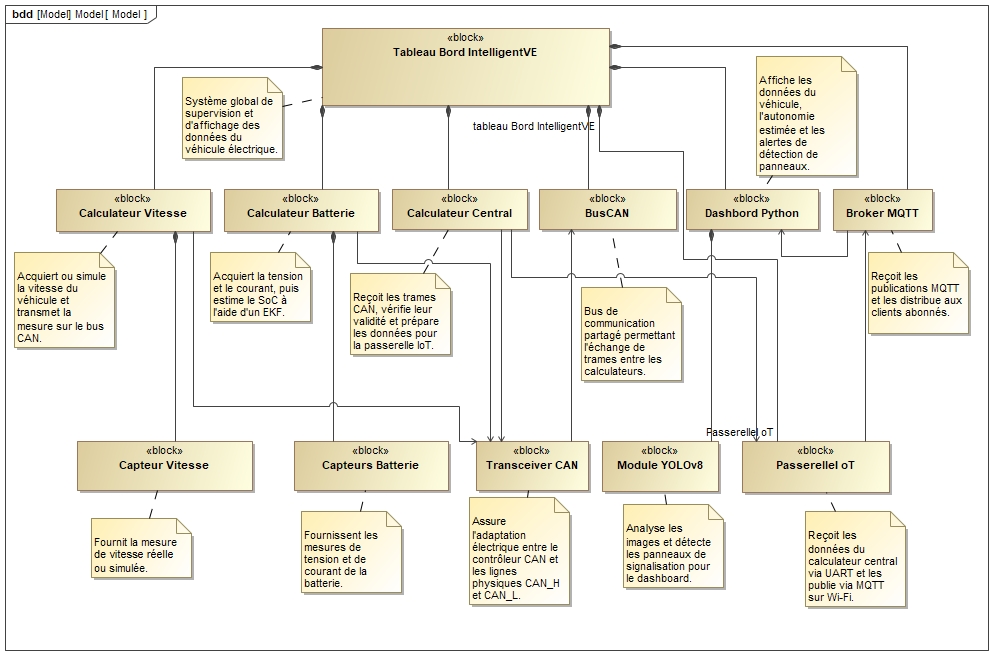 bdd [Model] Model [ Model ]
«block»
Tableau Bord IntelligentVE
Système global de
supervision et
d'affichage des
données du
véhicule électrique.
Affiche les
données du
véhicule,
l'autonomie
estimée et les
alertes de
détection de
panneaux.
tableau Bord IntelligentVE
«block»
Calculateur Vitesse
«block»
Calculateur Batterie
«block»
Calculateur Central
«block»
BusCAN
«block»
Dashbord Python
«block»
Broker MQTT
Acquiert ou simule
la vitesse du
véhicule et
transmet la
mesure sur le bus
CAN.
Acquiert la tension
et le courant, puis
estime le SoC à
l'aide d'un EKF.
Reçoit les trames
CAN, vérifie leur
validité et prépare
les données pour
la passerelle IoT.
Bus de
communication
partagé permettant
l'échange de
trames entre les
calculateurs.
Reçoit les
publications MQTT
et les distribue aux
clients abonnés.
Passerellel oT
«block»
Capteur Vitesse
«block»
Capteurs Batterie
«block»
Transceiver CAN
«block»
Module YOLOv8
«block»
Passerellel oT
Fournit la mesure
de vitesse réelle
ou simulée.
Fournissent les
mesures de
tension et de
courant de la
batterie.
Assure
l'adaptation
électrique entre le
contrôleur CAN et
les lignes
physiques CAN_H
et CAN_L.
Analyse les
images et détecte
les panneaux de
signalisation pour
le dashboard.
Reçoit les
données du
calculateur central
via UART et les
publie via MQTT
sur Wi-Fi.